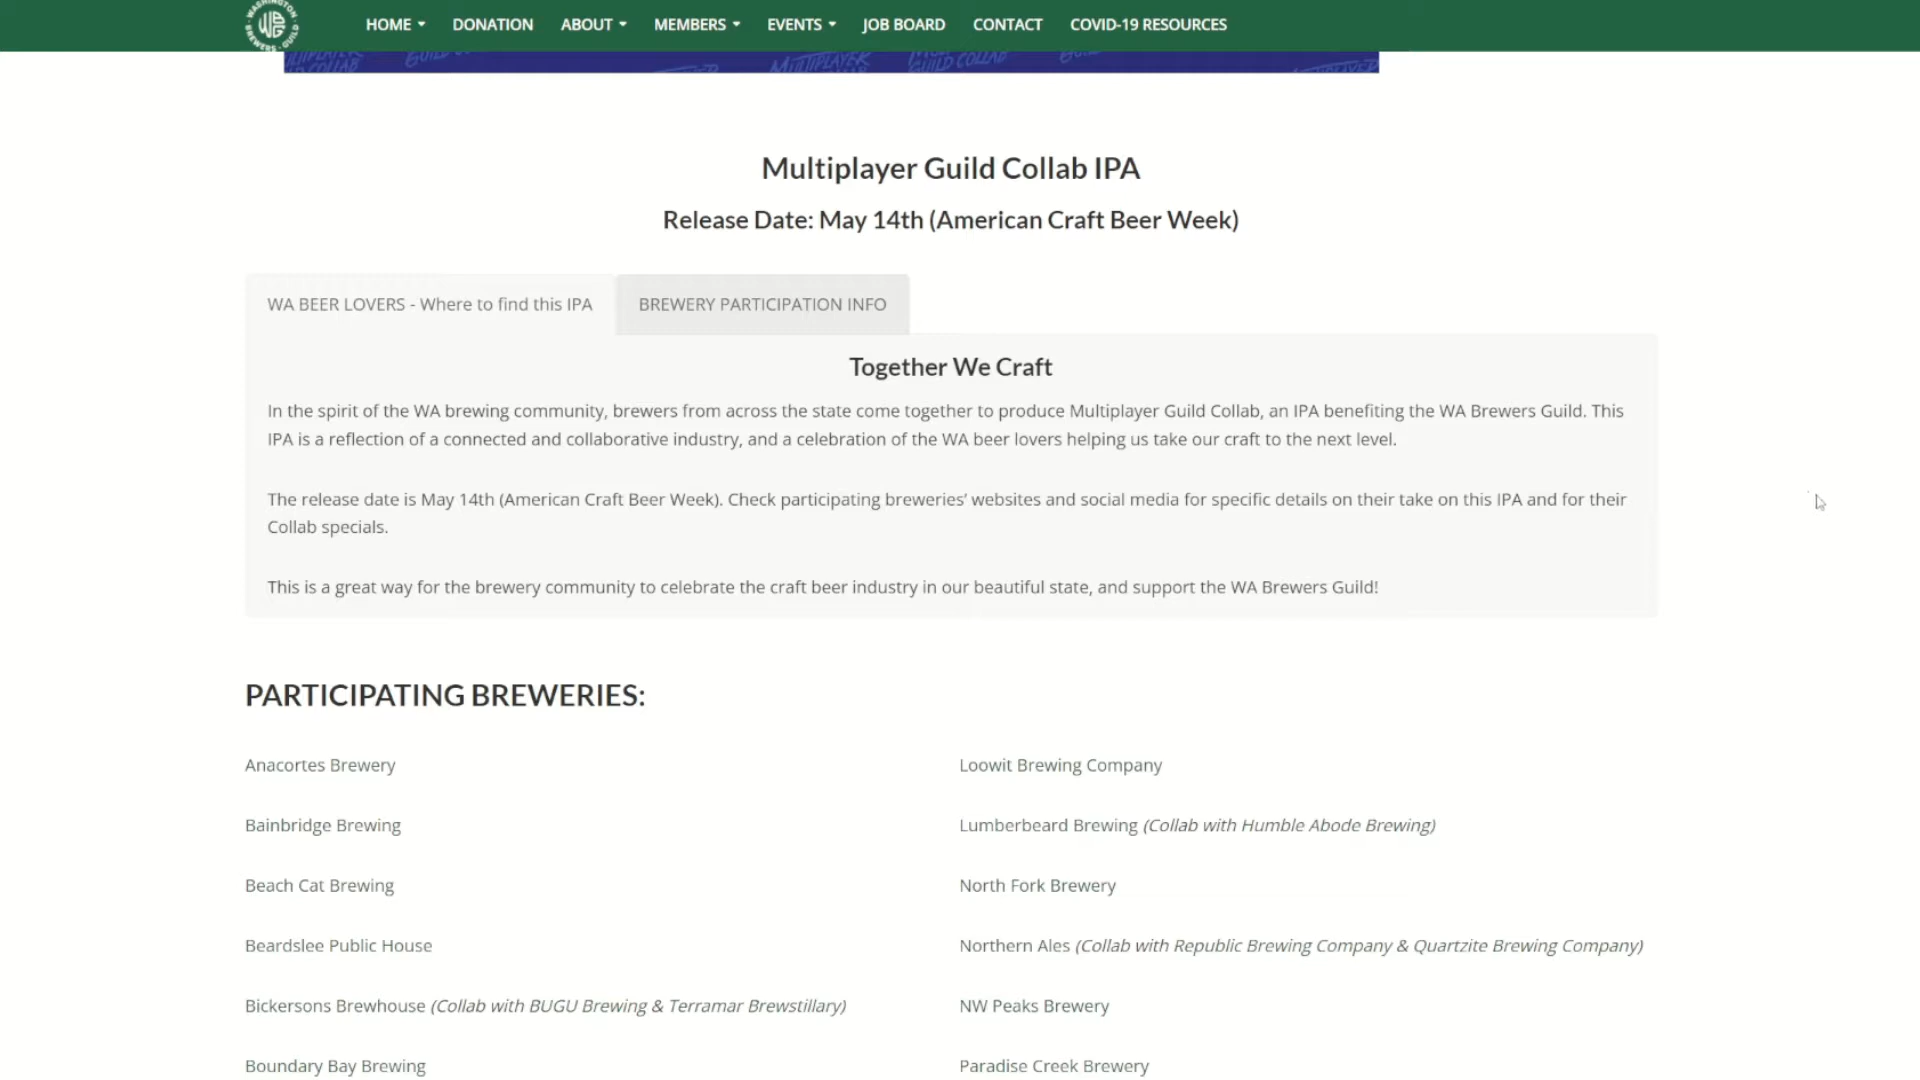 WASHINGTON
BREWERS GUILD
HOME
DONATION
ABOUT
MEMBERS
EVENTS
JOB BOARD
CONTACT
COVID-19 RESOURCES
MULTIPLAYER
GUILD COLLAB
Multiplayer Guild Collab IPA
Release Date: May 14th (American Craft Beer Week)
WA BEER LOVERS - Where to find this IPA
BREWERY PARTICIPATION INFO
Together We Craft
In the spirit of the WA brewing community, brewers from across the state come together to produce Multiplayer Guild Collab, an IPA benefiting the WA Brewers Guild. This
IPA is a reflection of a connected and collaborative industry, and a celebration of the WA beer lovers helping us take our craft to the next level.
The release date is May 14th (American Craft Beer Week). Check participating breweries’ websites and social media for specific details on their take on this IPA and for their
Collab specials.
This is a great way for the brewery community to celebrate the craft beer industry in our beautiful state, and support the WA Brewers Guild!
PARTICIPATING BREWERIES:
Anacortes Brewery
Bainbridge Brewing
Beach Cat Brewing
Beardslee Public House
Bickersons Brewhouse (Collab with BUGU Brewing & Terramar Brewstillary)
Boundary Bay Brewing
Loowit Brewing Company
Lumberbeard Brewing (Collab with Humble Abode Brewing)
North Fork Brewery
Northern Ales (Collab with Republic Brewing Company & Quartzite Brewing Company)
NW Peaks Brewery
Paradise Creek Brewery